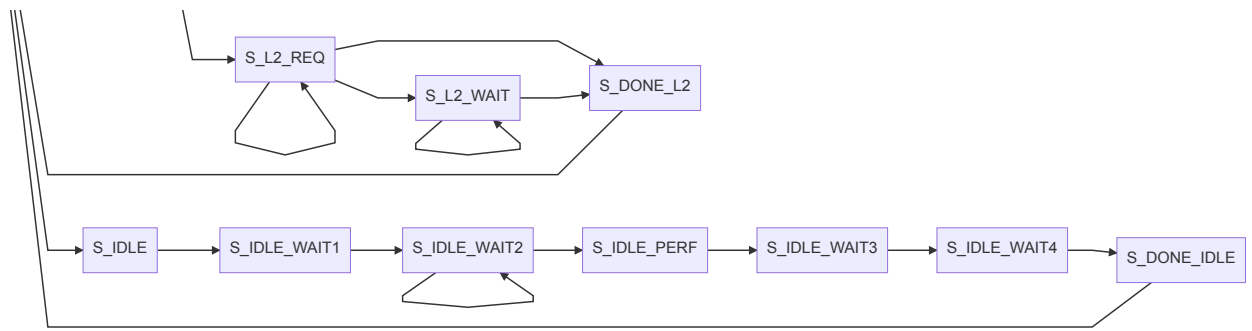 S_L2_REQ
S_L2_WAIT
S_DONE_L2
S_IDLE
S_IDLE_WAIT1
S_IDLE_WAIT2
S_IDLE_PERF
S_IDLE_WAIT3
S_IDLE_WAIT4
S_DONE_IDLE